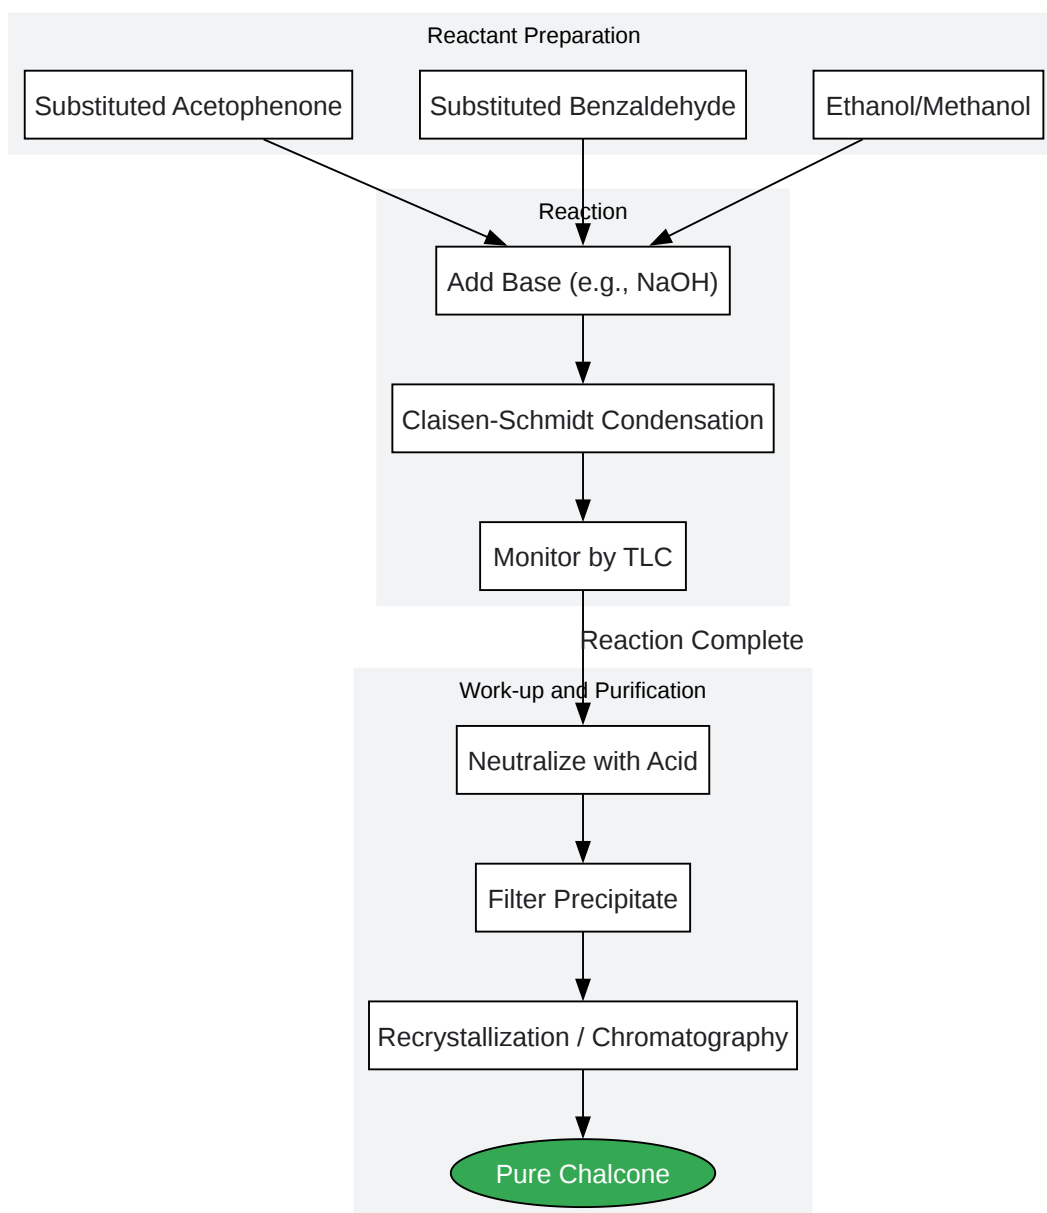 Reactant Preparation
Substituted Acetophenone
Substituted Benzaldehyde
Ethanol/Methanol
Reaction
Add Base (e.g., NaOH)
Claisen-Schmidt Condensation
Monitor by TLC
Reaction Complete
Work-up and Purification
Neutralize with Acid
Filter Precipitate
Recrystallization / Chromatography
Pure Chalcone